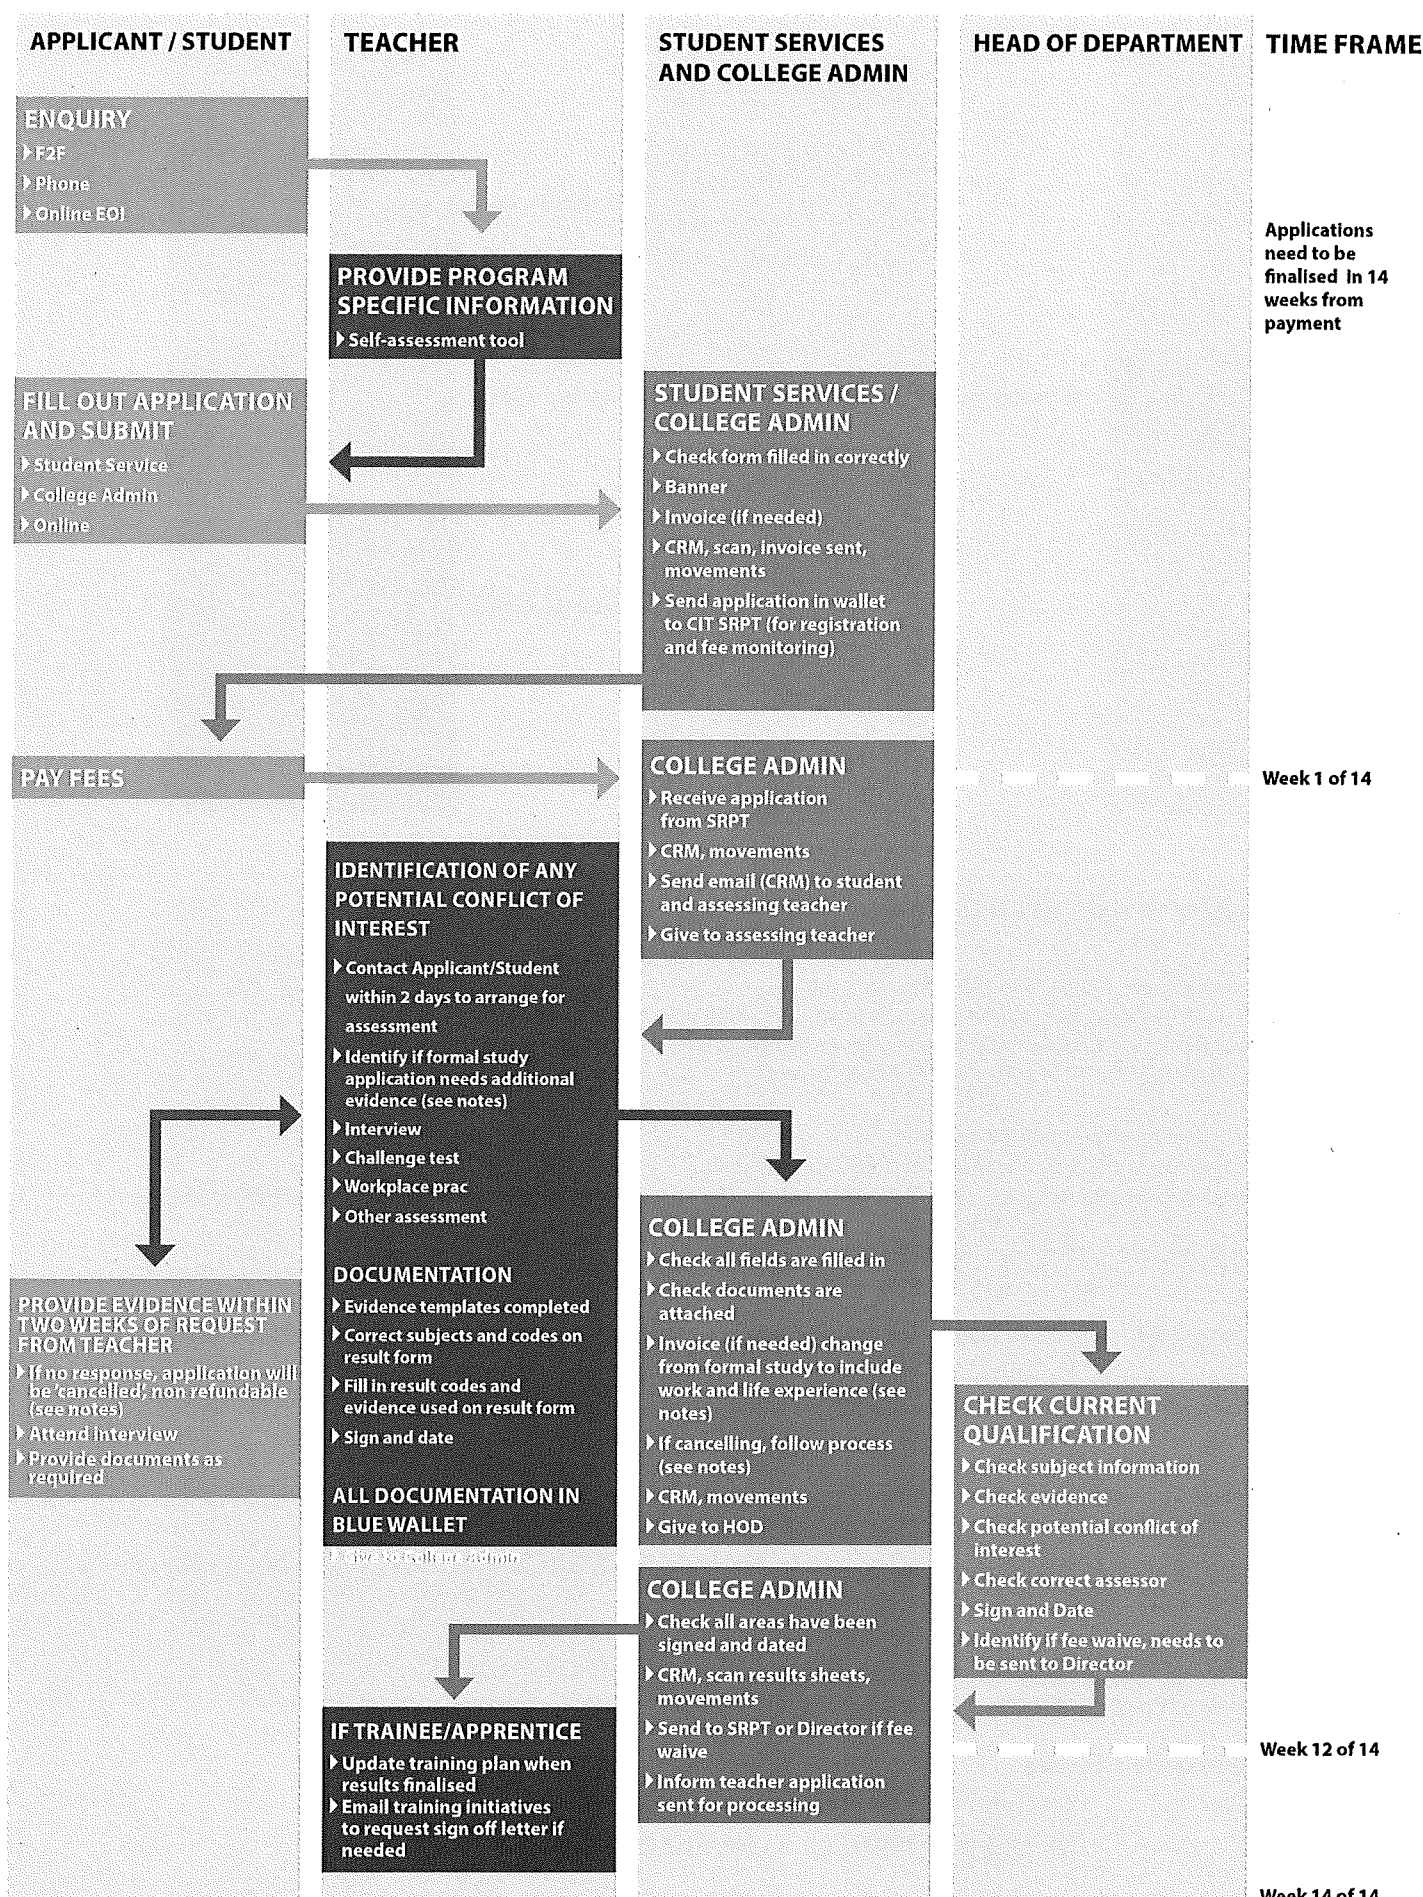 APPLICANT / STUDENT
TEACHER
STUDENT SERVICES
AND COLLEGE ADMIN
HEAD OF DEPARTMENT
TIME FRAME
ENQUIRY
F2F
Phone
Online EOI
Applications
need to be
finalised in 14
weeks from
payment
PROVIDE PROGRAM
SPECIFIC INFORMATION
Self-assessment tool
FILL OUT APPLICATION
AND SUBMIT
Student Service
College Admin
Online
STUDENT SERVICES /
COLLEGE ADMIN
Check form filled in correctly
Banner
Invoice (if needed)
CRM, scan, invoice sent,
movements
Send application in wallet
to CIT SRPT (for registration
and fee monitoring)
PAY FEES
COLLEGE ADMIN
Receive application
from SRPT
CRM, movements
Send email (CRM) to student
and assessing teacher
Give to assessing teacher
Week 1 of 14
IDENTIFICATION OF ANY
POTENTIAL CONFLICT OF
INTEREST
Contact Applicant/Student
within 2 days to arrange for
assessment
Identify if formal study
application needs additional
evidence (see notes)
Interview
Challenge test
Workplace prac
Other assessment
DOCUMENTATION
Evidence templates completed
Correct subjects and codes on
result form
Fill in result codes and
evidence used on result form
Sign and date
ALL DOCUMENTATION IN
BLUE WALLET
Give to College Admin
PROVIDE EVIDENCE WITHIN
TWO WEEKS OF REQUEST
FROM TEACHER
If no response, application will
be 'cancelled', non refundable
(see notes)
Attend interview
Provide documents as
required
COLLEGE ADMIN
Check all fields are filled in
Check documents are
attached
Invoice (if needed) change
from formal study to include
work and life experience (see
notes)
If cancelling, follow process
(see notes)
CRM, movements
Give to HOD
CHECK CURRENT
QUALIFICATION
Check subject information
Check evidence
Check potential conflict of
interest
Check correct assessor
Sign and Date
Identify if fee waive, needs to
be sent to Director
COLLEGE ADMIN
Check all areas have been
signed and dated
CRM, scan results sheets,
movements
Send to SRPT or Director if fee
waive
Inform teacher application
sent for processing
IF TRAINEE/APPRENTICE
Update training plan when
results finalised
Email training initiatives
to request sign off letter if
needed
Week 12 of 14
Week 14 of 14